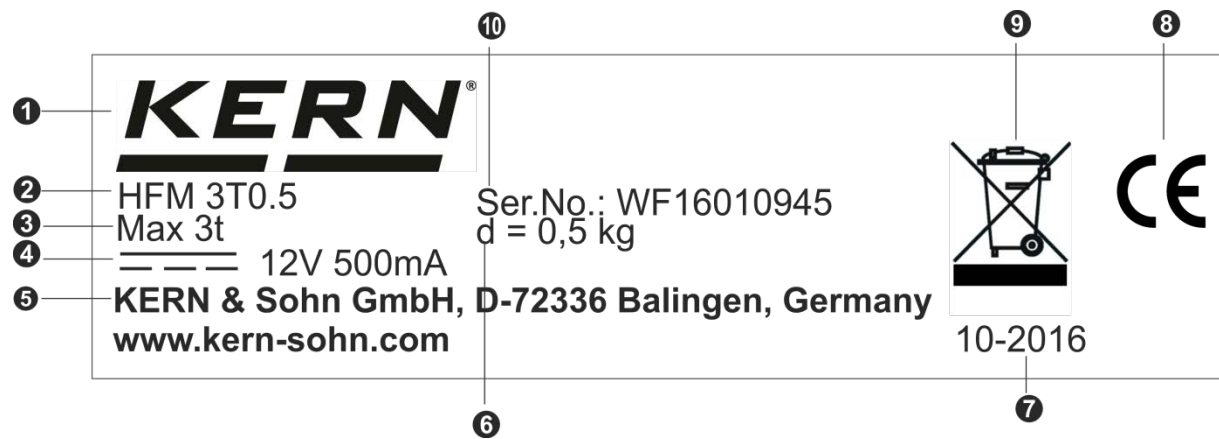 10 9 8
1 KERN®
2 HFM 3T0.5 Ser.No.: WF16010945
3 Max 3t d = 0,5 kg
4 12V 500mA
5 KERN & Sohn GmbH, D-72336 Balingen, Germany
www.kern-sohn.com 10-2016
6 7
CE